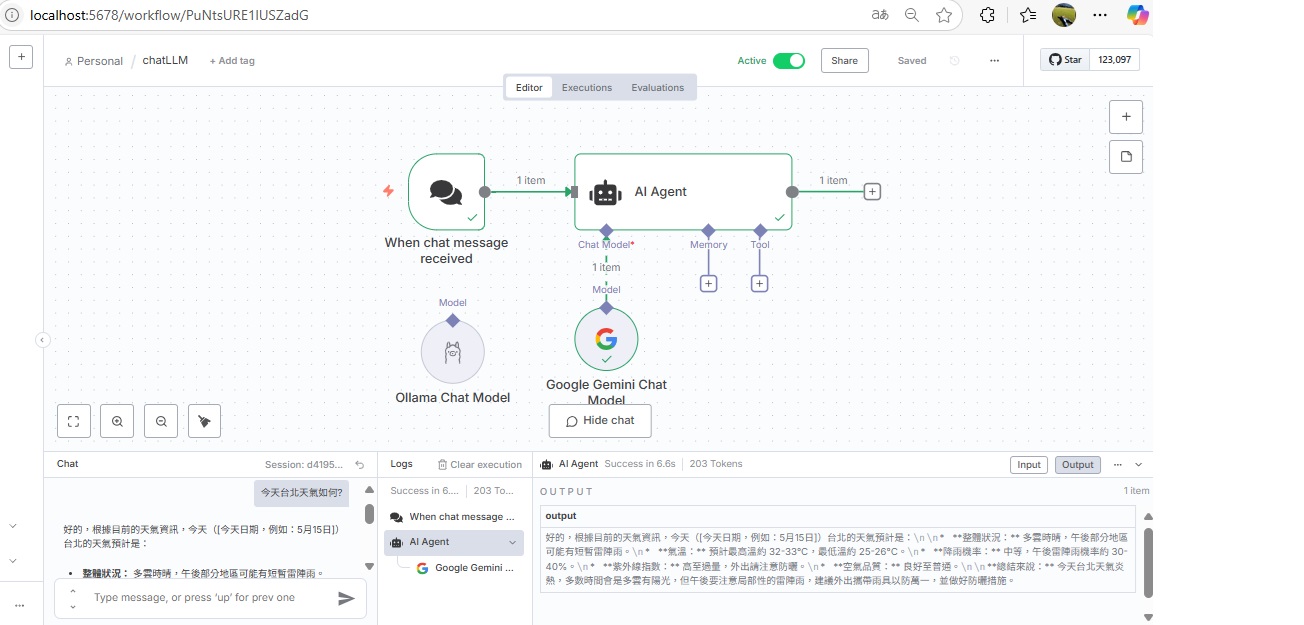 localhost:5678/workflow/PuNtsURE1IUSZadG
Personal / chatLLM + Add tag
Active Share Saved
Star 123,097
Editor Executions Evaluations
1 item
AI Agent
1 item
When chat message
received
Chat Model*
Memory
Tool
1 item
Model
Model
Ollama Chat Model
Google Gemini Chat
Model
Hide chat
Chat
Session: d4195...
今天台北天氣如何?
好的，根據目前的天氣資訊，今天（[今天日期，例如：5月15日]）
台北的天氣預計是：
• 整體狀況： 多雲時晴，午後部分地區可能有短暫雷陣雨。
Type message, or press ‘up’ for prev one
Logs
Clear execution
Success in 6.... 203 To...
When chat message ...
AI Agent
Google Gemini ...
AI Agent Success in 6.6s 203 Tokens
Input Output
OUTPUT
1 item
output
好的，根據目前的天氣資訊，今天（[今天日期，例如：5月15日]）台北的天氣預計是：\n\n* **整體狀況：** 多雲時晴，午後部分地區
可能有短暫雷陣雨。\n* **氣溫：** 預計最高溫約 32-33°C，最低溫約 25-26°C。\n* **降雨機率：** 中等，午後雷陣雨機率約 30-
40%。\n* **紫外線指數：** 高至過量，外出請注意防曬。\n* **空氣品質：** 良好至普通。\n\n**總結來說：** 今天台北天氣炎
熱，多數時間會是多雲有陽光，但午後要注意局部性的雷陣雨，建議外出攜帶雨具以防萬一，並做好防曬措施。